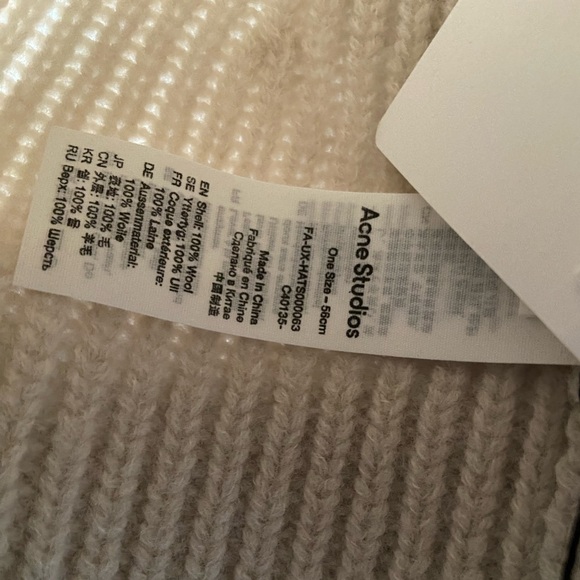 Acne Studios
One Size – 56cm
FA-UX-HATS000063
C40135-
Made in China
Fabriqué en Chine
Сделано в Китае
中国制造
EN Shell: 100% Wool
SE Yttertyg: 100% Ull
FR Coque extérieure:
100% Laine
DE Aussenmaterial:
100% Wolle
JP 表地: 100% 毛
CN 外层: 100% 羊毛
KR 겉: 100% 울
RU Верх: 100% Шерсть